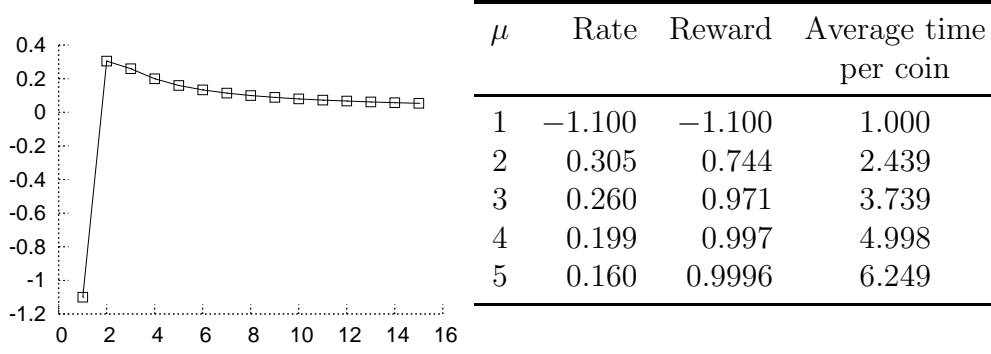 0.4
0.2
0
-0.2
-0.4
-0.6
-0.8
-1
-1.2
0 2 4 6 8 10 12 14 16
μ Rate Reward Average time
per coin
1 −1.100 −1.100 1.000
2 0.305 0.744 2.439
3 0.260 0.971 3.739
4 0.199 0.997 4.998
5 0.160 0.9996 6.249